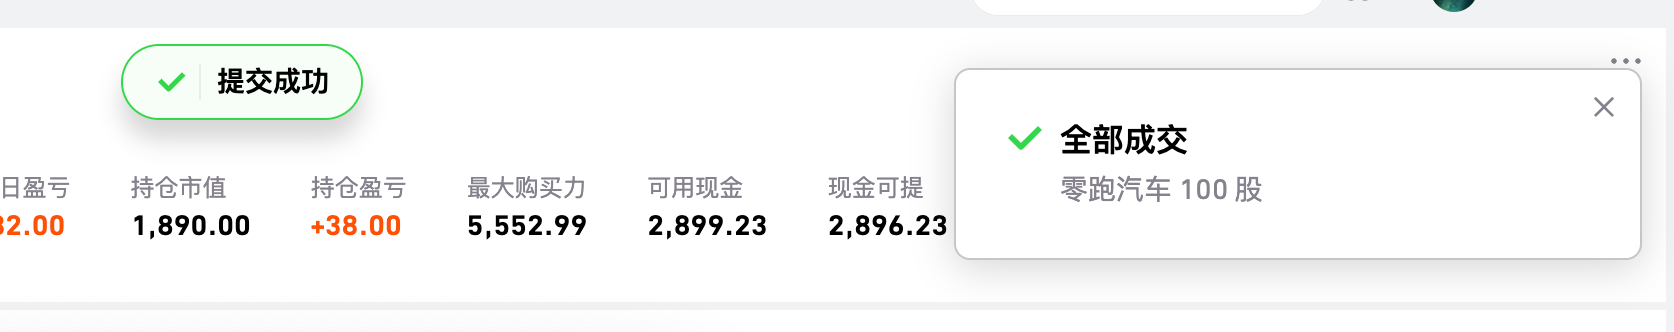 提交成功
全部成交
零跑汽车 100 股
日盈亏 持仓市值 持仓盈亏 最大购买力 可用现金 现金可提
32.00 1,890.00 +38.00 5,552.99 2,899.23 2,896.23